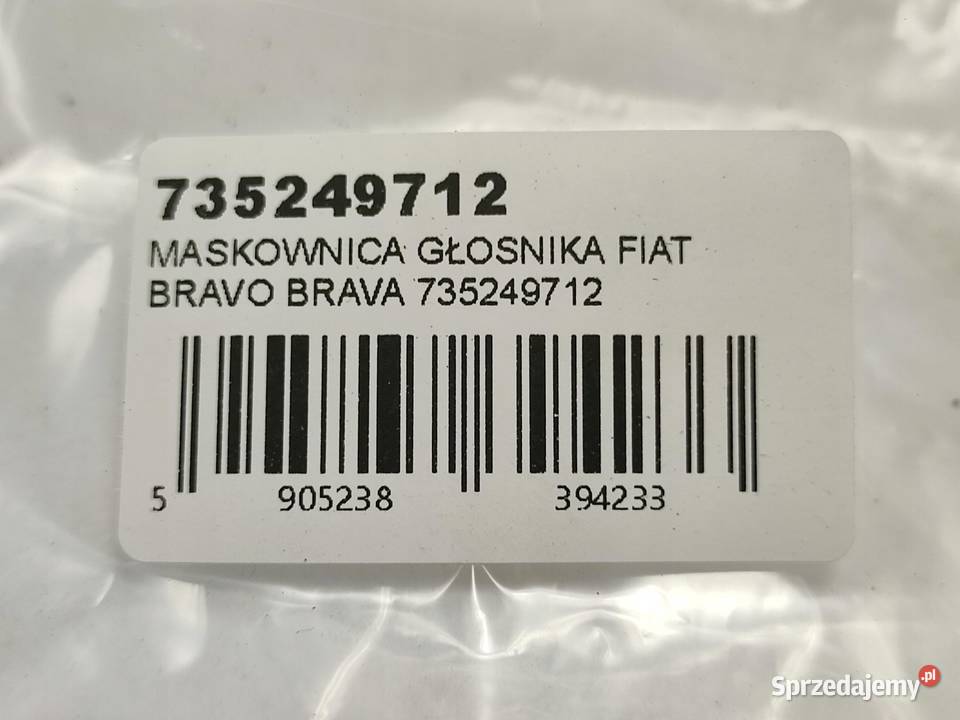 735249712
MASKOWNICA GŁOSNIKA FIAT
BRAVO BRAVA 735249712
5 905238 394233
Sprzedajemy.pl